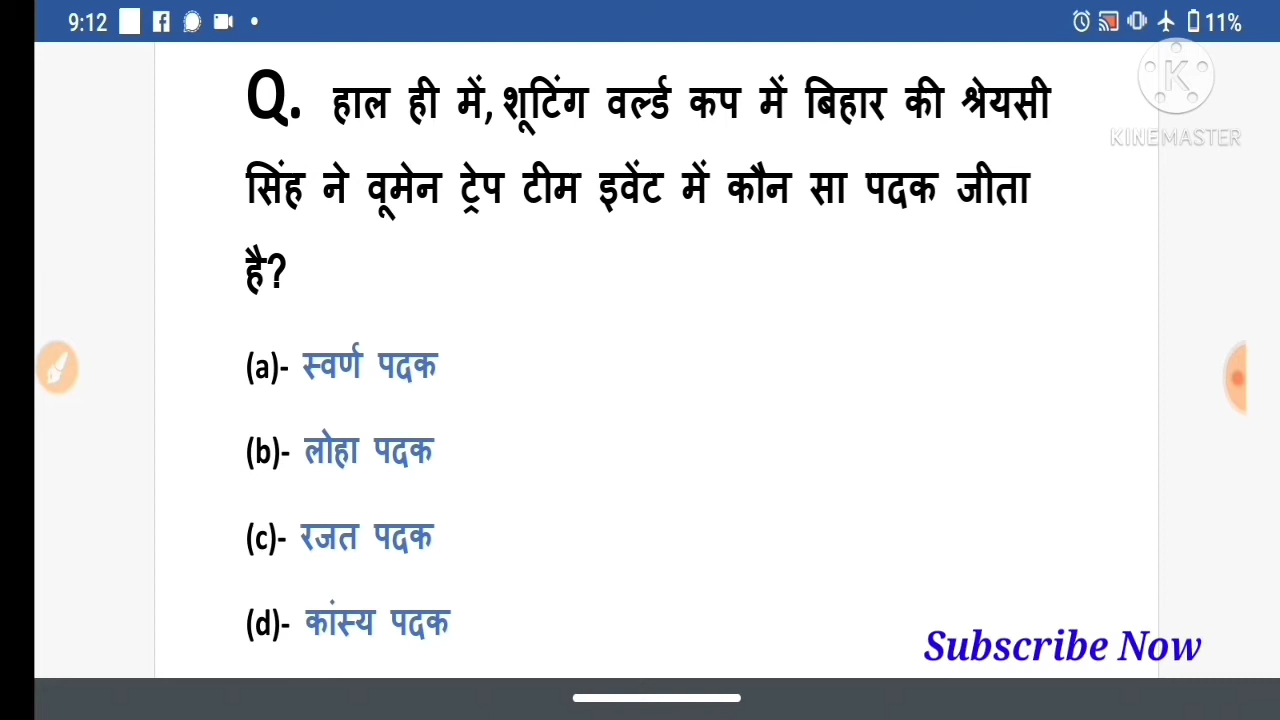 9:12 11%
KINEMASTER
Q. हाल ही में, शूटिंग वर्ल्ड कप में बिहार की श्रेयसी
सिंह ने वूमेन ट्रेप टीम इवेंट में कौन सा पदक जीता
है?
(a)- स्वर्ण पदक
(b)- लोहा पदक
(c)- रजत पदक
(d)- कांस्य पदक
Subscribe Now